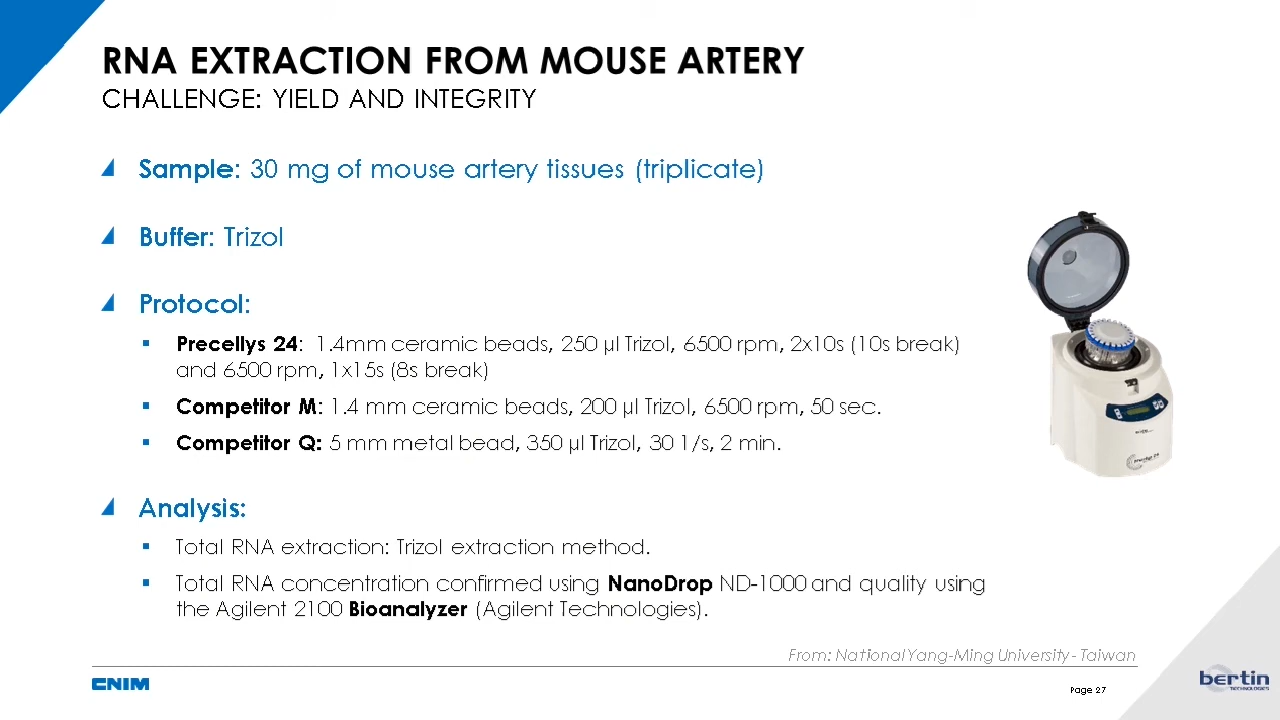 RNA EXTRACTION FROM MOUSE ARTERY
CHALLENGE: YIELD AND INTEGRITY
Sample: 30 mg of mouse artery tissues (triplicate)
Buffer: Trizol
Protocol:
▪ Precellys 24: 1.4mm ceramic beads, 250 µl Trizol, 6500 rpm, 2x10s (10s break)
and 6500 rpm, 1x15s (8s break)
▪ Competitor M: 1.4 mm ceramic beads, 200 µl Trizol, 6500 rpm, 50 sec.
▪ Competitor Q: 5 mm metal bead, 350 µl Trizol, 30 1/s, 2 min.
Analysis:
▪ Total RNA extraction: Trizol extraction method.
▪ Total RNA concentration confirmed using NanoDrop ND-1000 and quality using
the Agilent 2100 Bioanalyzer (Agilent Technologies).
From: National Yang-Ming University - Taiwan
CNIM
Page 27
bertin
TECHNOLOGIES